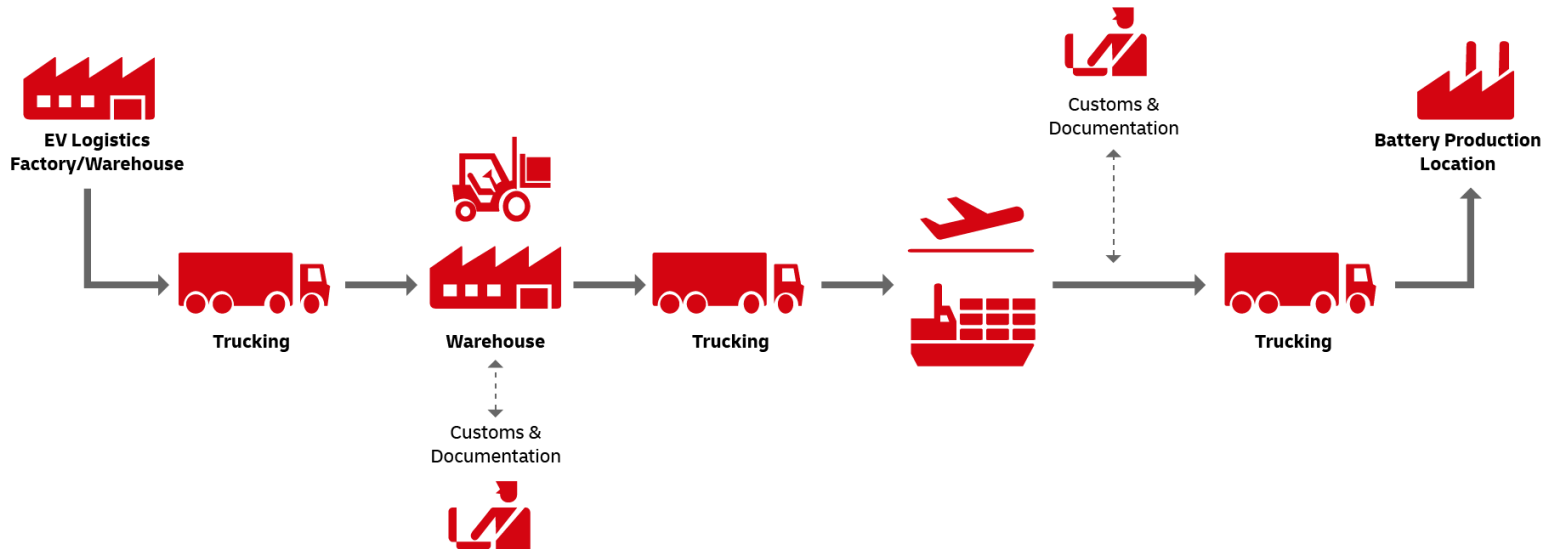 EV Logistics
Factory/Warehouse
Customs &
Documentation
Battery Production
Location
Trucking
Warehouse
Trucking
Trucking
Customs &
Documentation